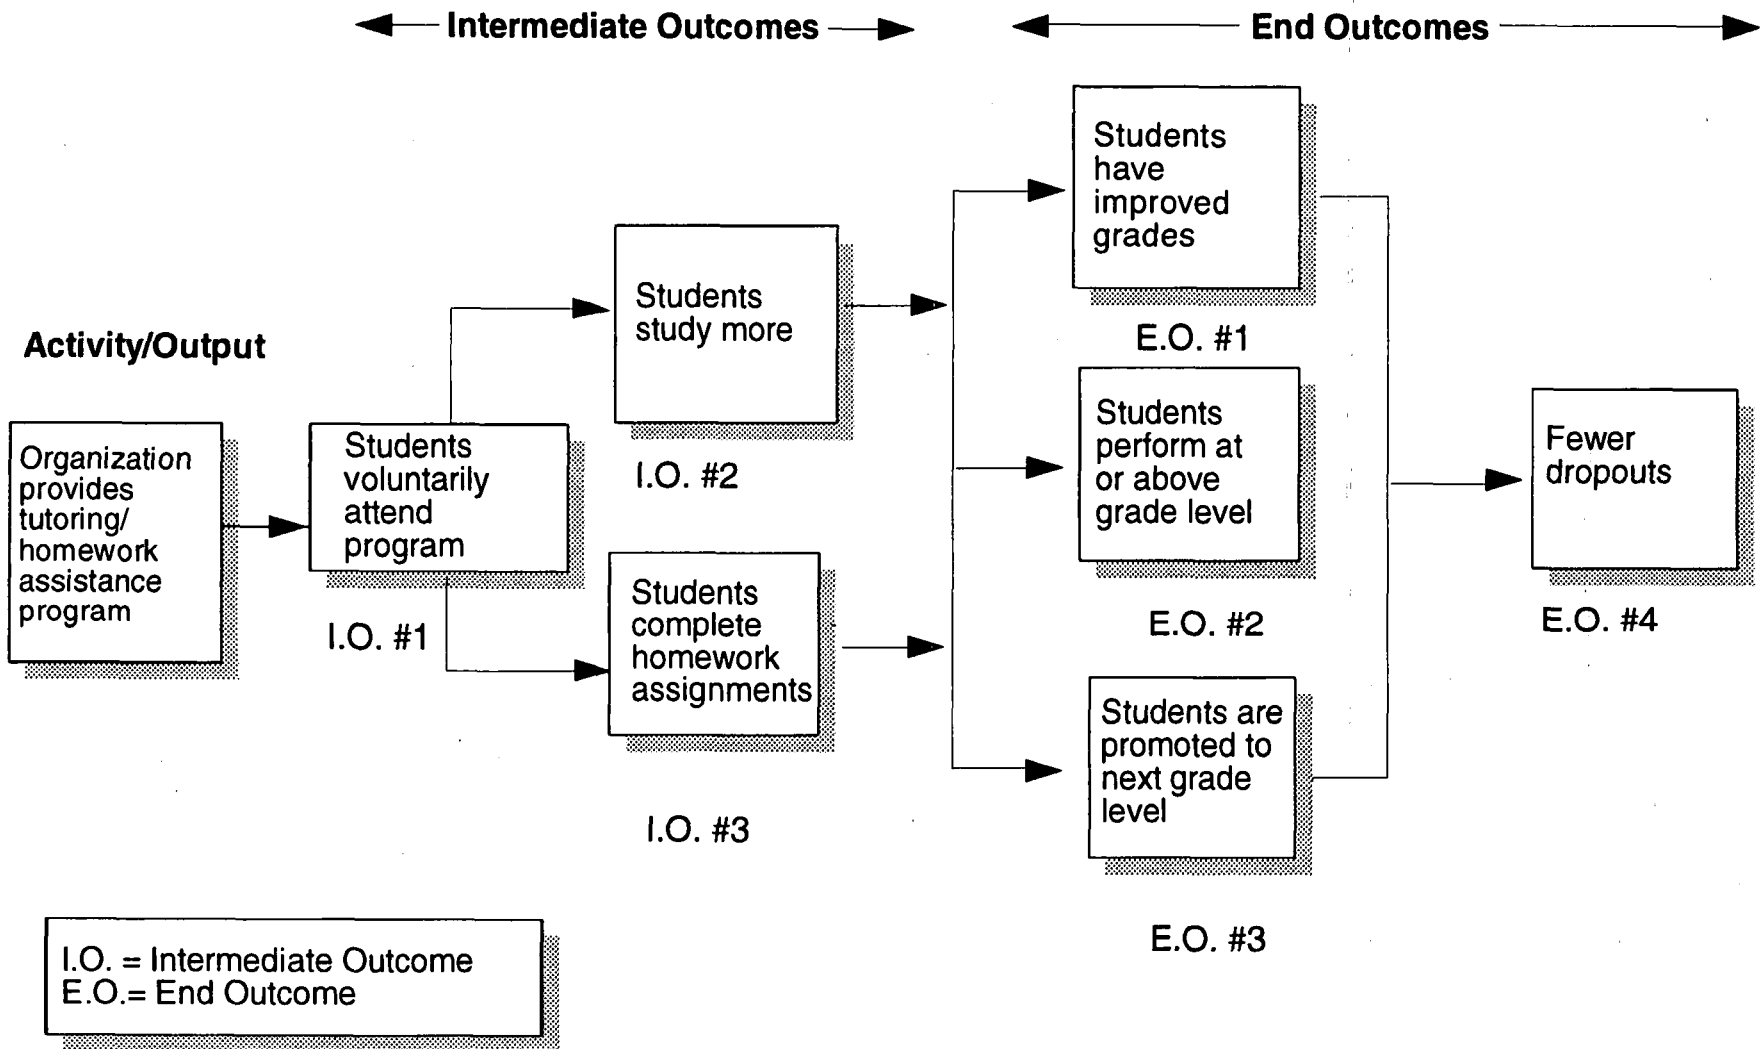 Intermediate Outcomes
End Outcomes
Activity/Output
Organization
provides
tutoring/
homework
assistance
program
Students
voluntarily
attend
program
I.O. #1
Students
study more
I.O. #2
Students
complete
homework
assignments
I.O. #3
Students
have
improved
grades
E.O. #1
Students
perform at
or above
grade level
E.O. #2
Students are
promoted to
next grade
level
E.O. #3
Fewer
dropouts
E.O. #4
I.O. = Intermediate Outcome
E.O.= End Outcome